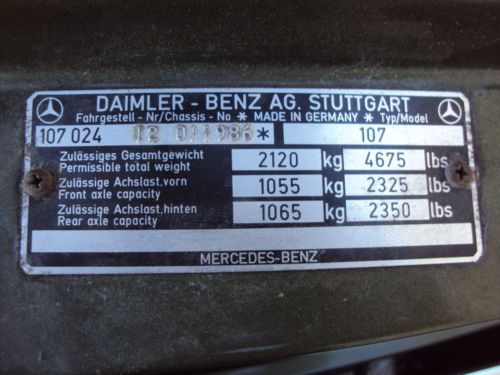 DAIMLER - BENZ AG. STUTTGART
Fahrgestell - Nr/Chassis - No * MADE IN GERMANY * Typ/Model
107 024 12 011986* 107
Zulässiges Gesamtgewicht
Permissible total weight 2120 kg 4675 lbs
Zulässige Achslast,vorn
Front axle capacity 1055 kg 2325 lbs
Zulässige Achslast,hinten
Rear axle capacity 1065 kg 2350 lbs
MERCEDES-BENZ